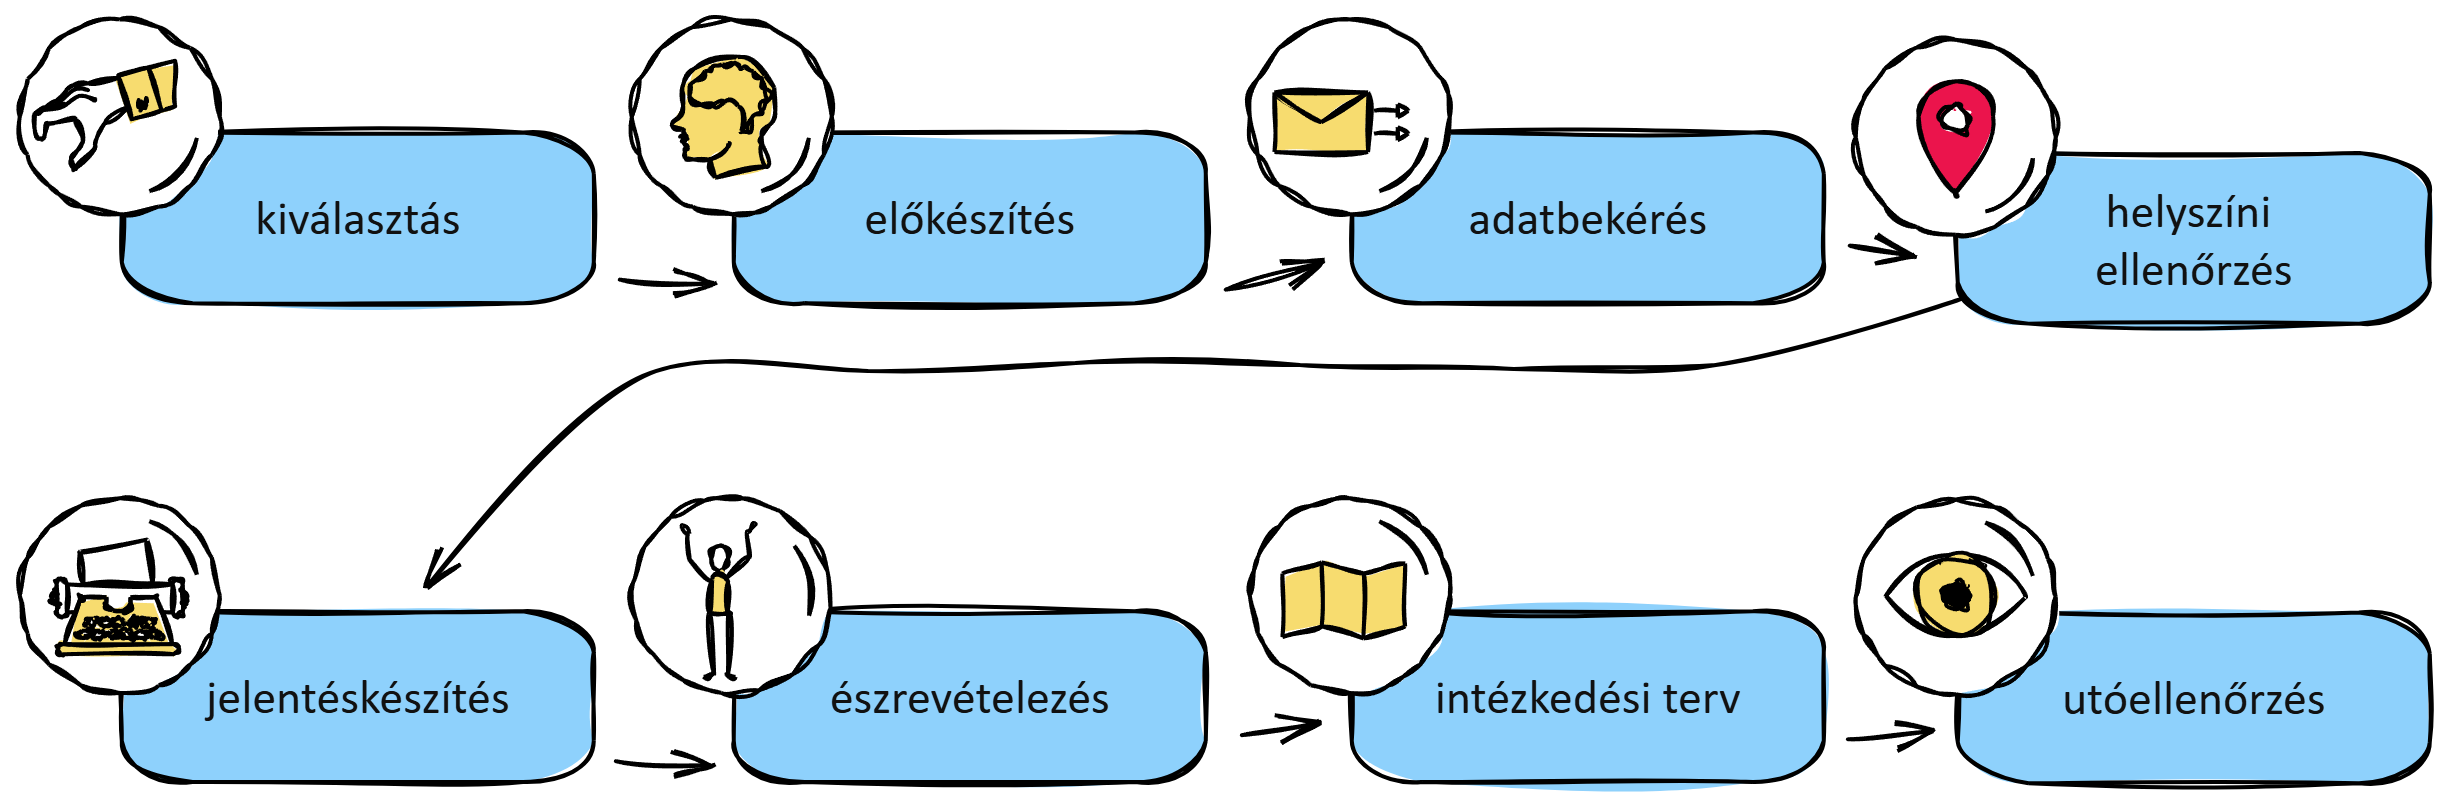 kiválasztás
előkészítés
adatbekérés
helyszíni
ellenőrzés
jelentéskészítés
észrevételezés
intézkedési terv
utóellenőrzés